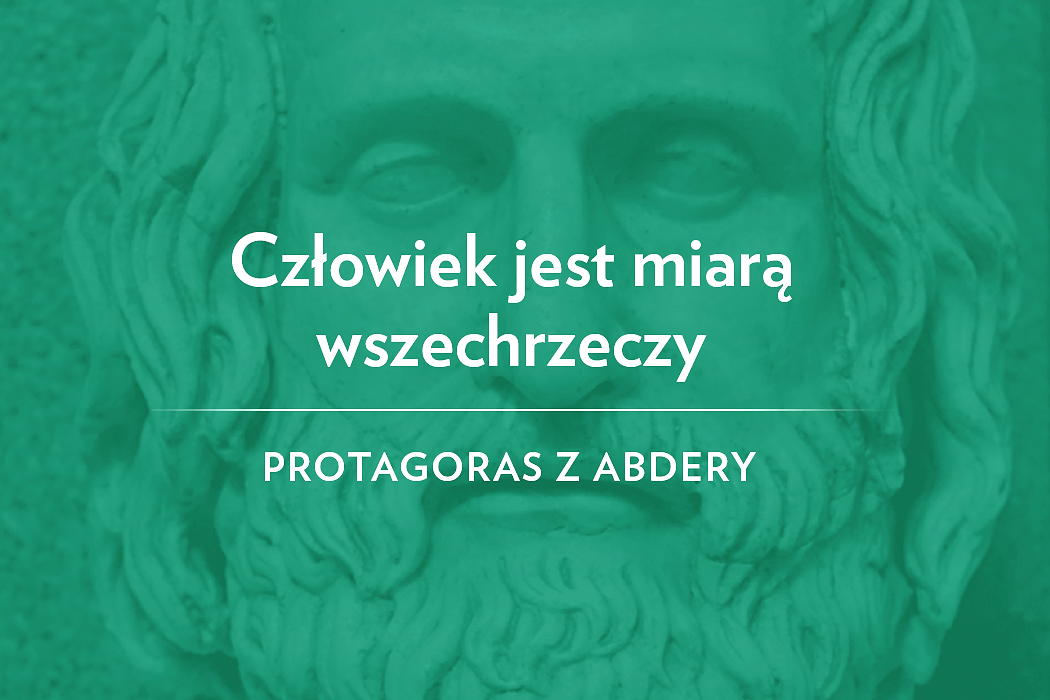 Człowiek jest miarą
wszechrzeczy
PROTAGORAS Z ABDERY